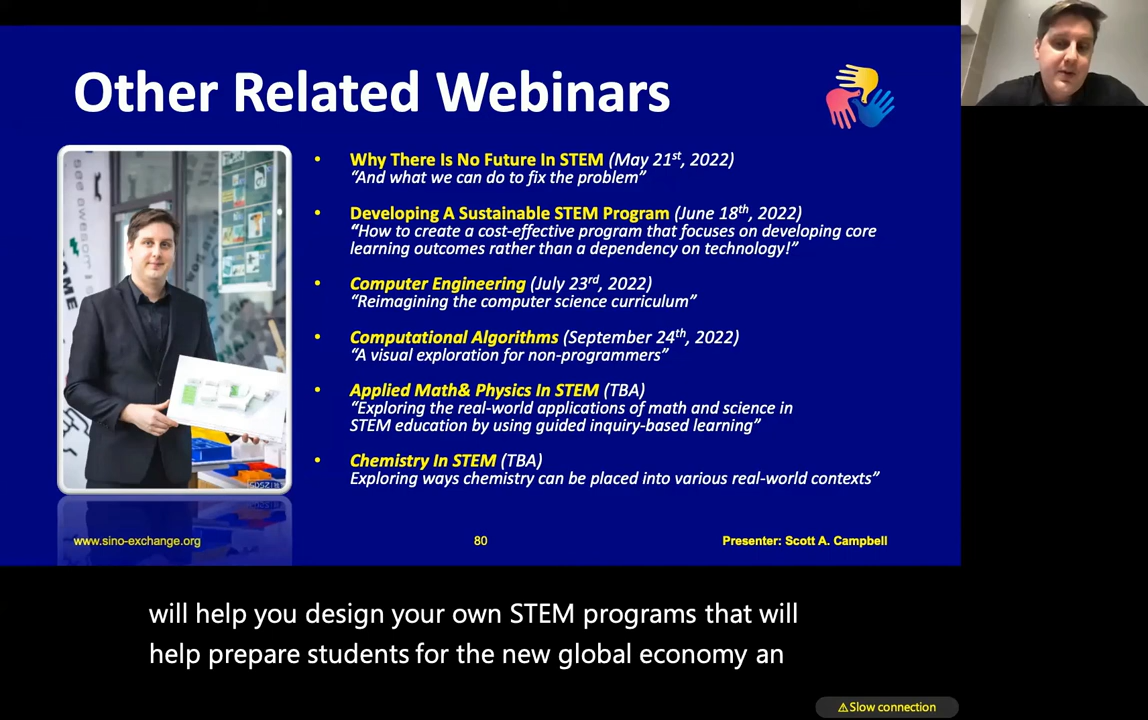 Other Related Webinars
• Why There Is No Future In STEM (May 21st, 2022)
“And what we can do to fix the problem”
• Developing A Sustainable STEM Program (June 18th, 2022)
“How to create a cost-effective program that focuses on developing core
learning outcomes rather than a dependency on technology!”
• Computer Engineering (July 23rd, 2022)
“Reimagining the computer science curriculum”
• Computational Algorithms (September 24th, 2022)
“A visual exploration for non-programmers”
• Applied Math& Physics In STEM (TBA)
“Exploring the real-world applications of math and science in
STEM education by using guided inquiry-based learning”
• Chemistry In STEM (TBA)
Exploring ways chemistry can be placed into various real-world contexts”
www.sino-exchange.org
80
Presenter: Scott A. Campbell
will help you design your own STEM programs that will
help prepare students for the new global economy an
⚠Slow connection